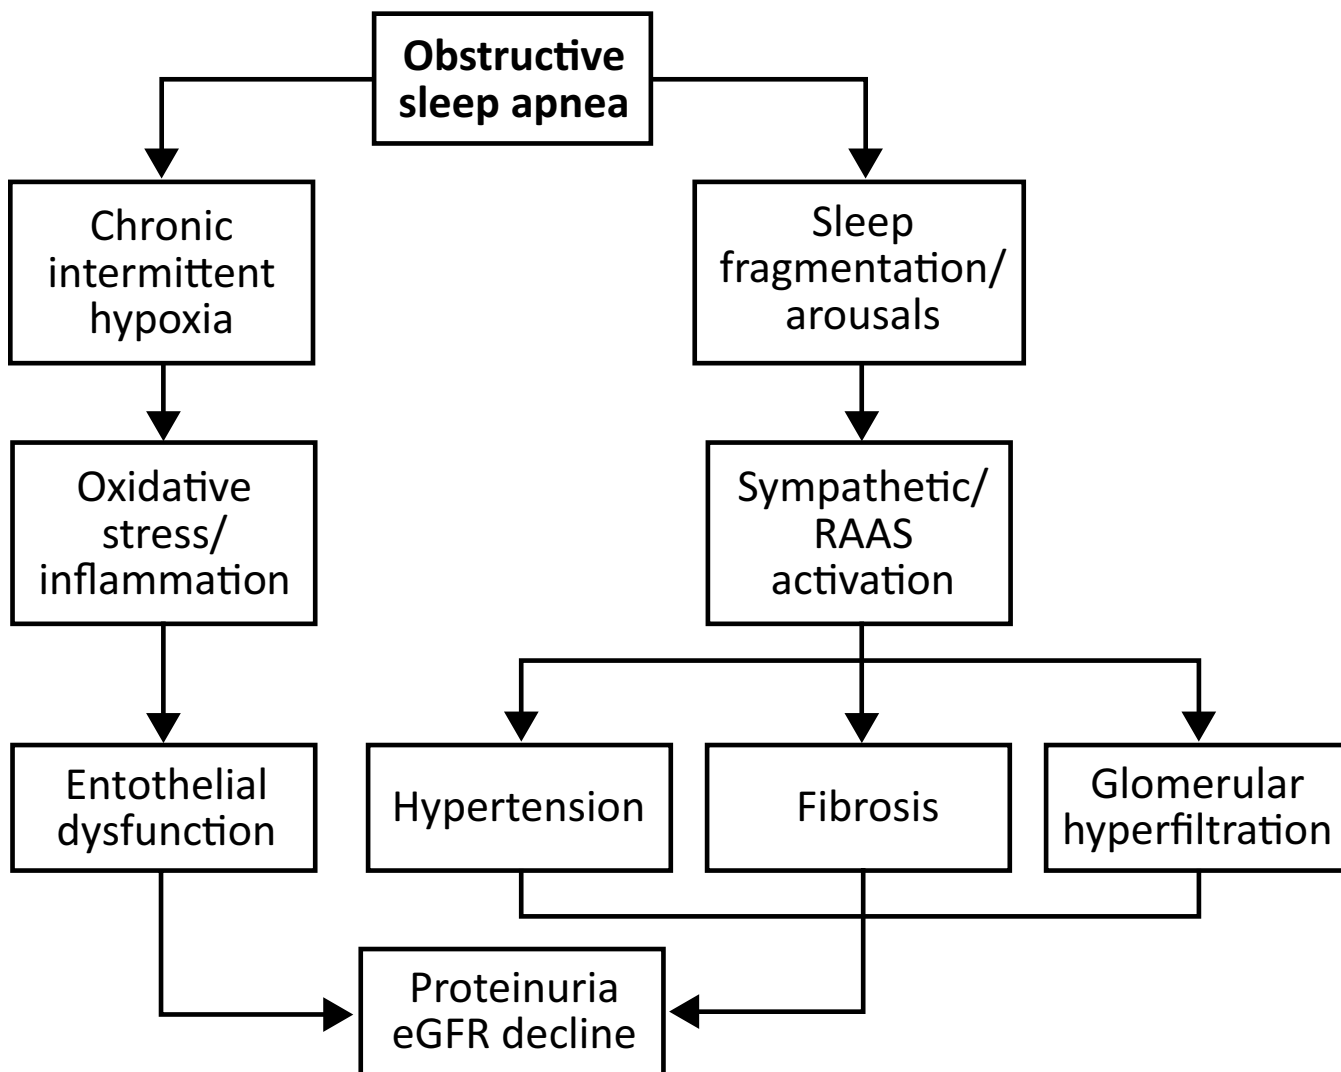 Obstructive
sleep apnea
Chronic
intermittent
hypoxia
Sleep
fragmentation/
arousals
Oxidative
stress/
inflammation
Sympathetic/
RAAS
activation
Entothelial
dysfunction
Hypertension
Fibrosis
Glomerular
hyperfiltration
Proteinuria
eGFR decline